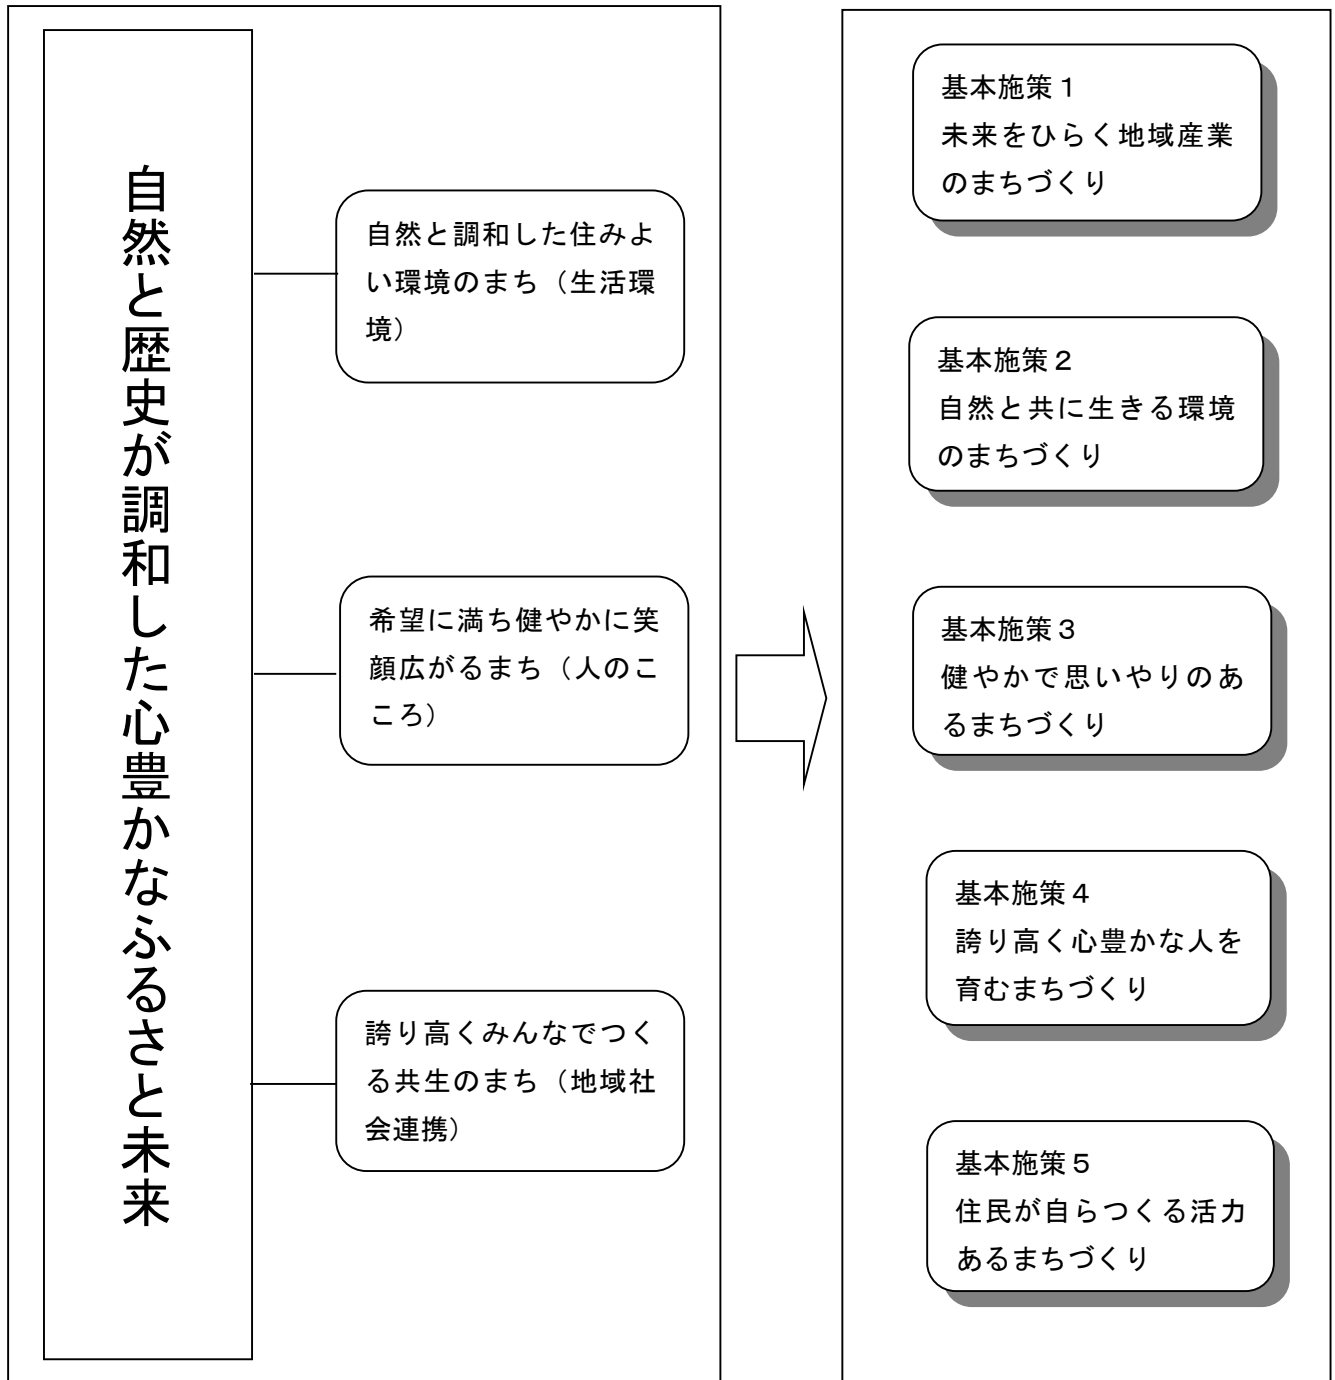 自然と歴史が調和した心豊かなふるさと未来
自然と調和した住みよ
い環境のまち（生活環
境）
希望に満ち健やかに笑
顔広がるまち（人のこ
ころ）
誇り高くみんなでつく
る共生のまち（地域社
会連携）
基本施策１
未来をひらく地域産業
のまちづくり
基本施策２
自然と共に生きる環境
のまちづくり
基本施策３
健やかで思いやりのあ
るまちづくり
基本施策４
誇り高く心豊かな人を
育むまちづくり
基本施策５
住民が自らつくる活力
あるまちづくり